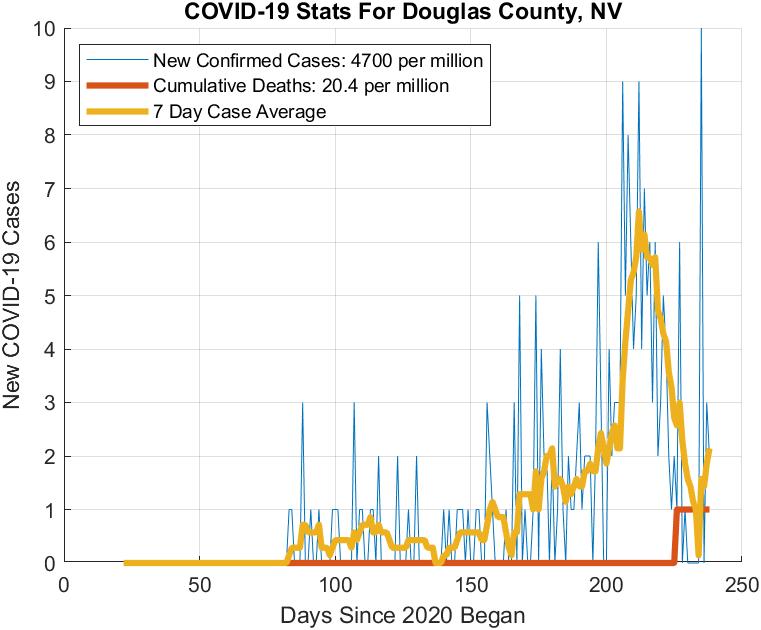 COVID-19 Stats For Douglas County, NV
New Confirmed Cases: 4700 per million
Cumulative Deaths: 20.4 per million
7 Day Case Average
New COVID-19 Cases
10
9
8
7
6
5
4
3
2
1
0
0 50 100 150 200 250
Days Since 2020 Began